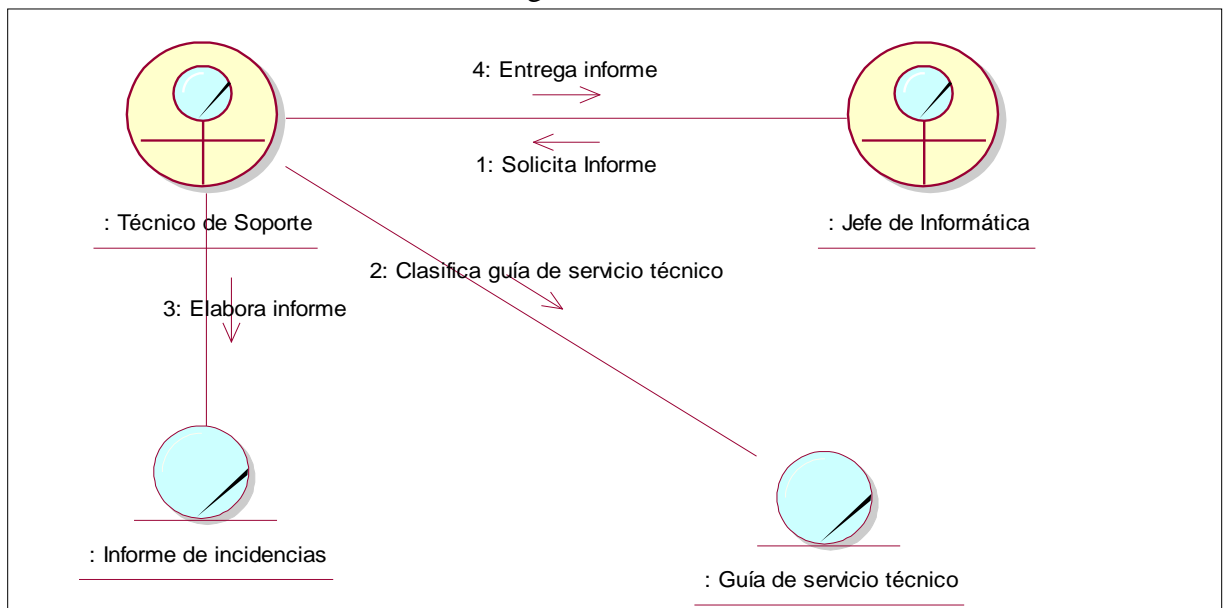 4: Entrega informe
1: Solicita Informe
: Técnico de Soporte
: Jefe de Informática
2: Clasifica guía de servicio técnico
3: Elabora informe
: Informe de incidencias
: Guía de servicio técnico